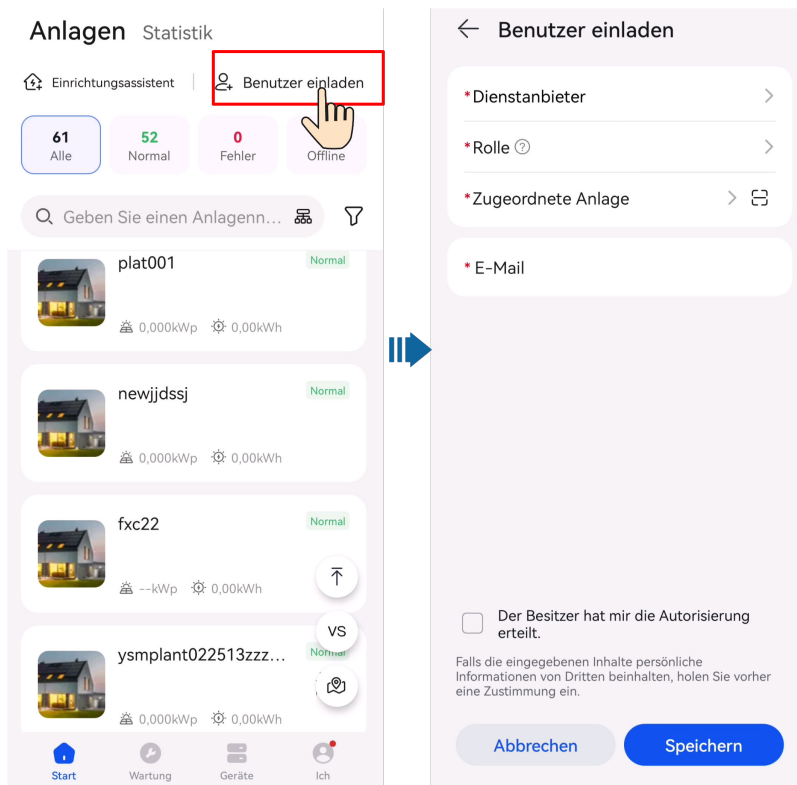 Anlagen Statistik
Einrichtungsassistent Benutzer einladen
61 52 0
Alle Normal Fehler Offline
Geben Sie einen Anlagenn...
plat001 Normal
0,000kWp 0,00kWh
newjjdssj Normal
0,000kWp 0,00kWh
fxc22 Normal
--kWp 0,00kWh
VS
ysmplant022513zzz... Normal
0,000kWp 0,00kWh
Start Wartung Geräte Ich
Benutzer einladen
*Dienstanbieter
*Rolle
*Zugeordnete Anlage
*E-Mail
Der Besitzer hat mir die Autorisierung
erteilt.
Falls die eingegebenen Inhalte persönliche
Informationen von Dritten beinhalten, holen Sie vorher
eine Zustimmung ein.
Abbrechen Speichern